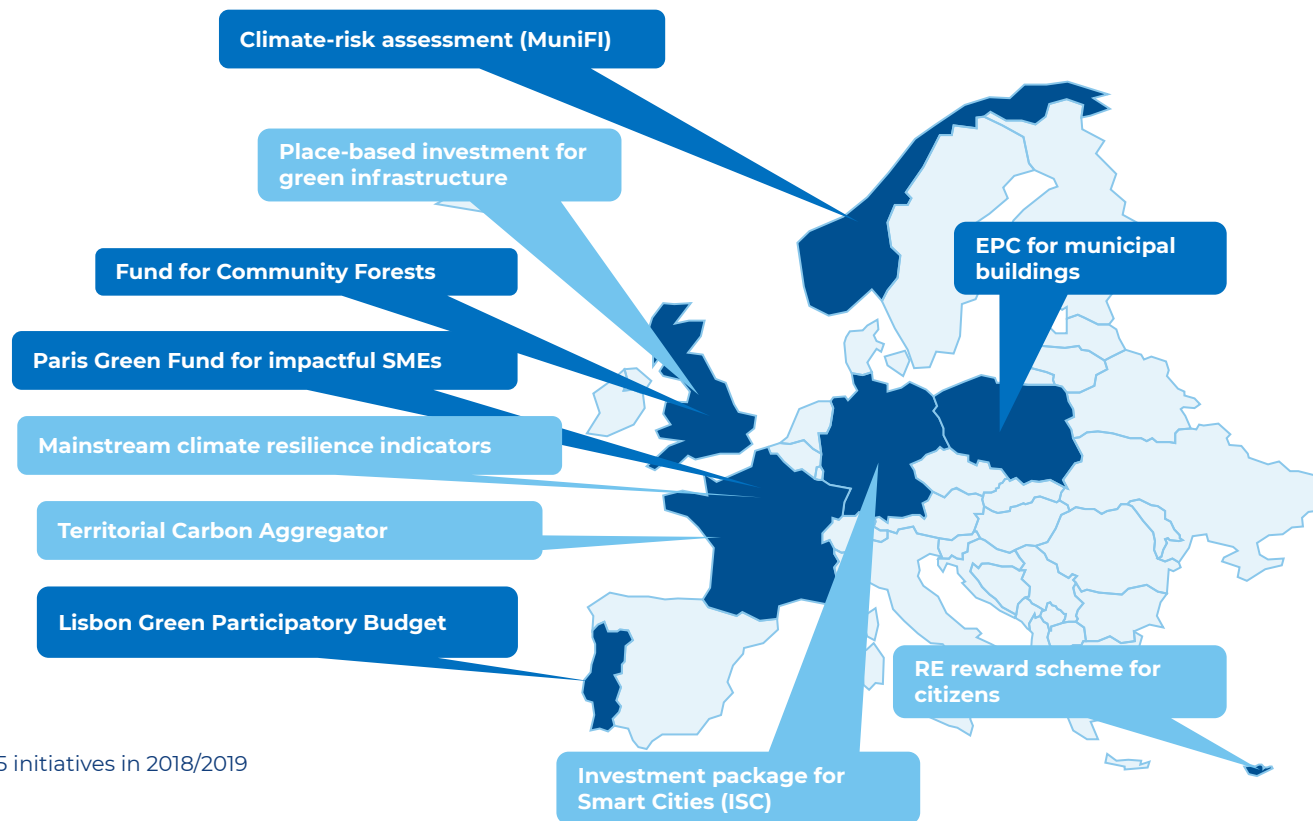 Climate-risk assessment (MuniFI)
Place-based investment for
green infrastructure
Fund for Community Forests
EPC for municipal
buildings
Paris Green Fund for impactful SMEs
Mainstream climate resilience indicators
Territorial Carbon Aggregator
Lisbon Green Participatory Budget
RE reward scheme for
citizens
5 initiatives in 2018/2019
Investment package for
Smart Cities (ISC)